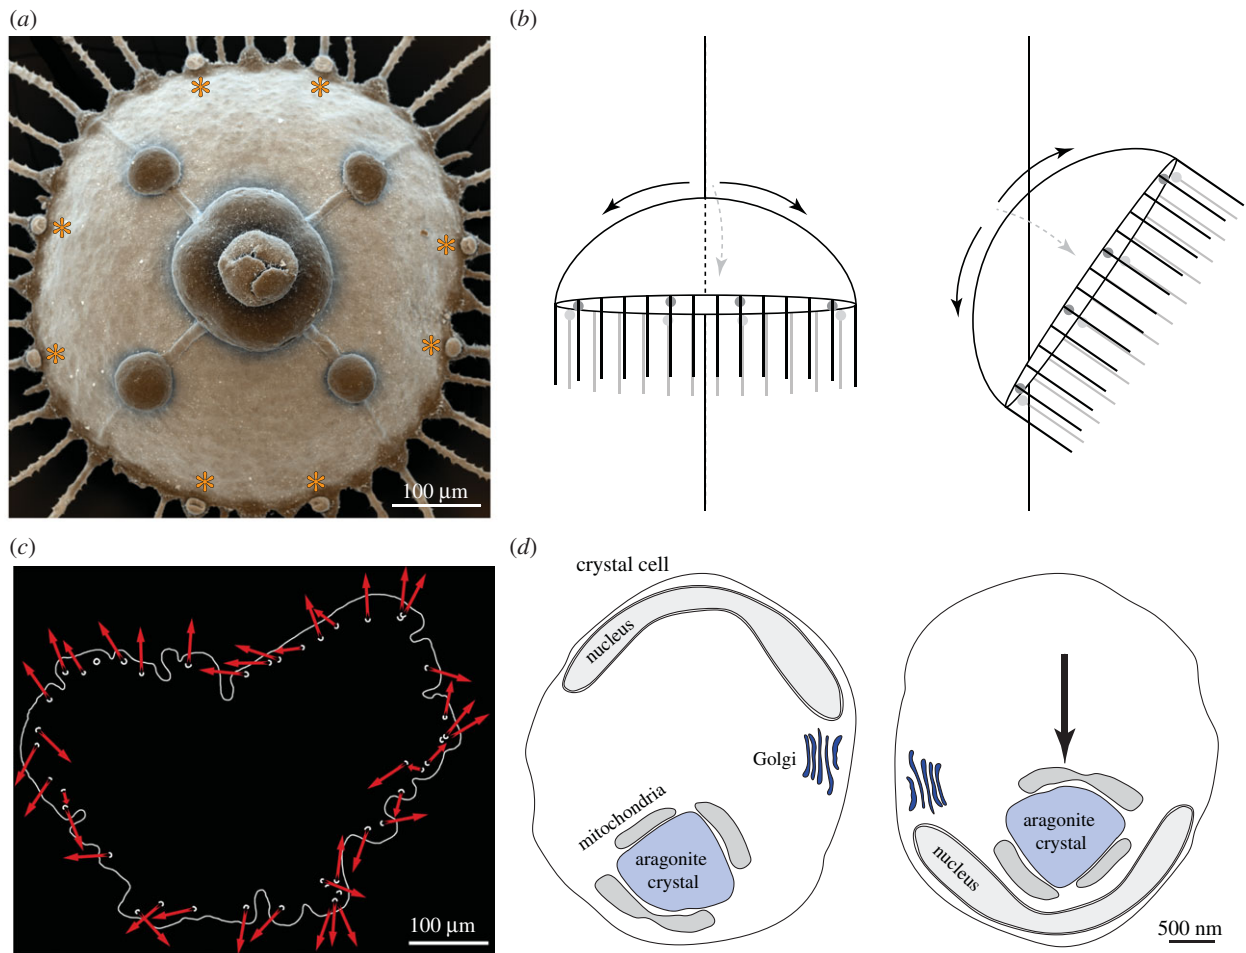 (a)
(b)
100 µm
(c)
(d)
100 µm
crystal cell
nucleus
Golgi
mitochondria
aragonite
crystal
aragonite
crystal
nucleus
500 nm